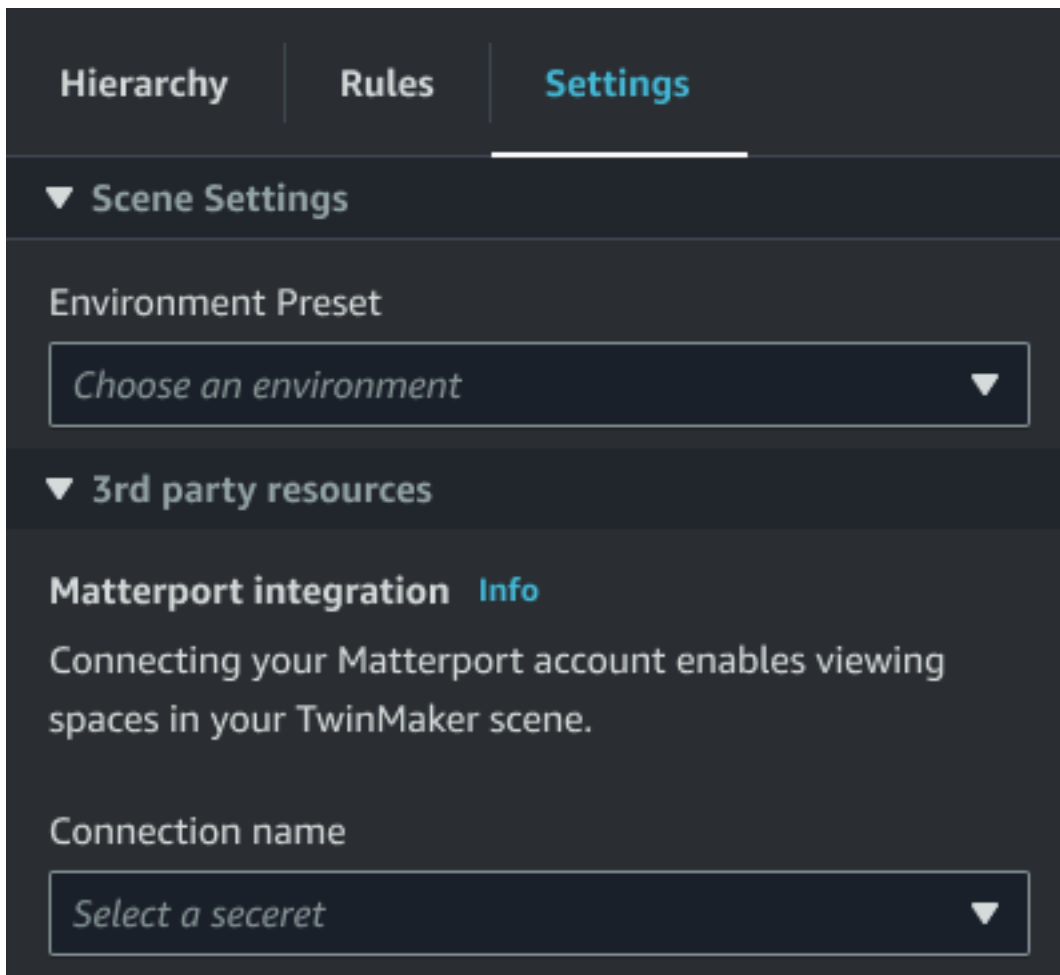 Hierarchy Rules Settings
Scene Settings
Environment Preset
Choose an environment
3rd party resources
Matterport integration Info
Connecting your Matterport account enables viewing
spaces in your TwinMaker scene.
Connection name
Select a seceret